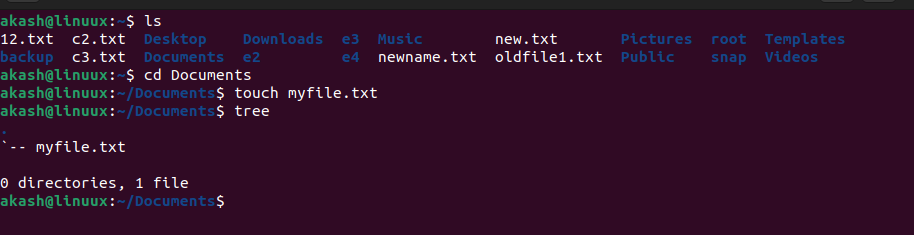 akash@linuux:~$ ls
12.txt  c2.txt  Desktop    Downloads  e3  Music        new.txt       Pictures  root  Templates
backup  c3.txt  Documents  e2         e4  newname.txt  oldfile1.txt  Public    snap  Videos
akash@linuux:~$ cd Documents
akash@linuux:~/Documents$ touch myfile.txt
akash@linuux:~/Documents$ tree
.
`-- myfile.txt
0 directories, 1 file
akash@linuux:~/Documents$